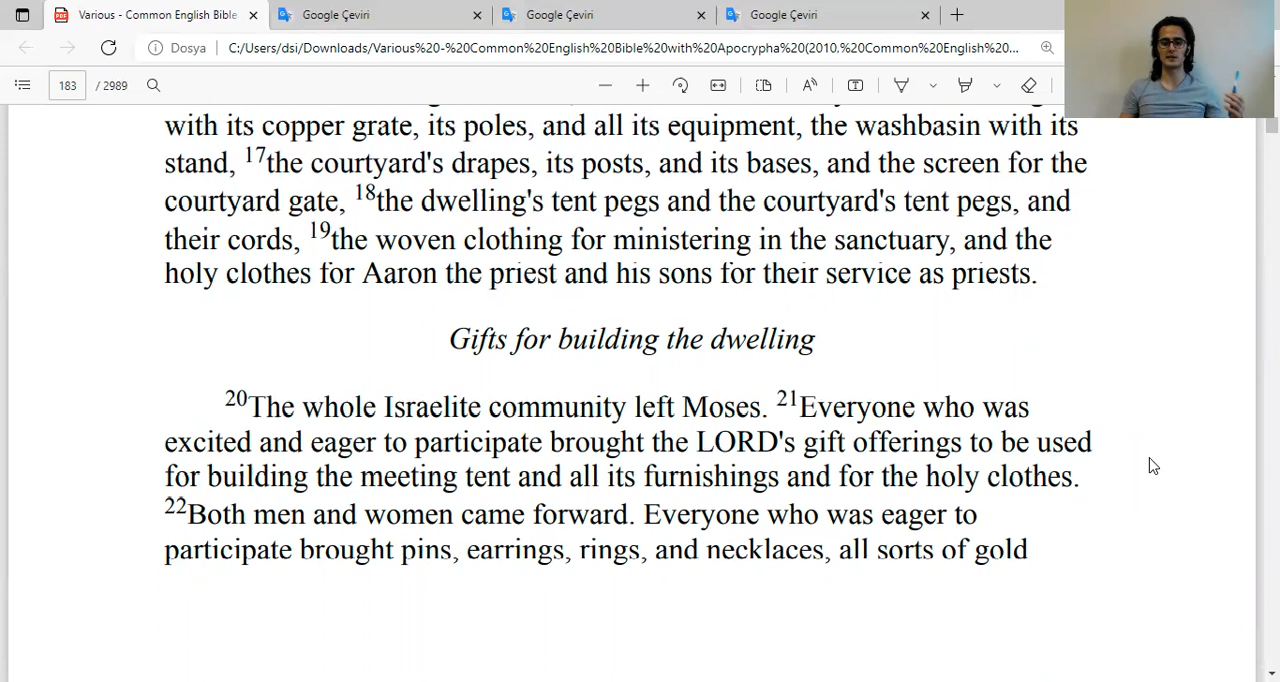 Various - Common English Bible
Google Çeviri
Google Çeviri
Google Çeviri
Dosya
C:/Users/dsi/Downloads/Various%20-%20Common%20English%20Bible%20with%20Apocrypha%20(2010,%20Common%20English%20...
183 / 2989
with its copper grate, its poles, and all its equipment, the washbasin with its
stand, 17the courtyard's drapes, its posts, and its bases, and the screen for the
courtyard gate, 18the dwelling's tent pegs and the courtyard's tent pegs, and
their cords, 19the woven clothing for ministering in the sanctuary, and the
holy clothes for Aaron the priest and his sons for their service as priests.
Gifts for building the dwelling
20The whole Israelite community left Moses. 21Everyone who was
excited and eager to participate brought the LORD's gift offerings to be used
for building the meeting tent and all its furnishings and for the holy clothes.
22Both men and women came forward. Everyone who was eager to
participate brought pins, earrings, rings, and necklaces, all sorts of gold